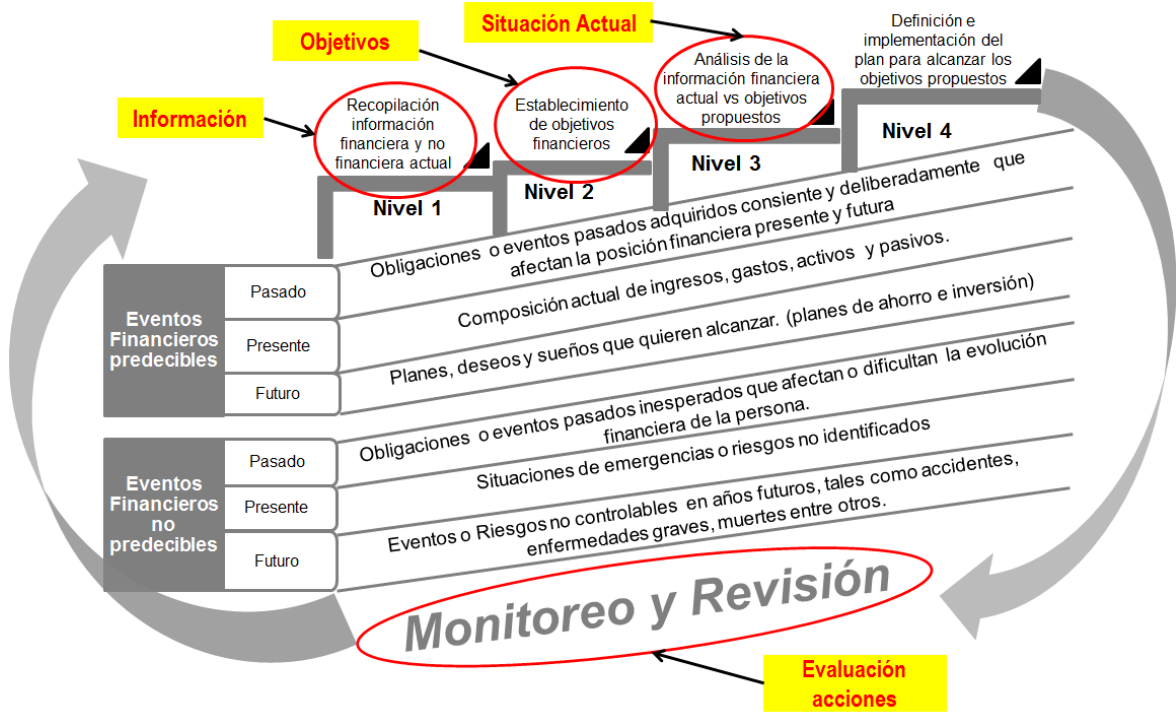 Situación Actual
Objetivos
Información
Recopilación
información
financiera y no
financiera actual
Establecimiento
de objetivos
financieros
Análisis de la
información financiera
actual vs objetivos
propuestos
Definición e
implementación del
plan para alcanzar los
objetivos propuestos
Nivel 1
Nivel 2
Nivel 3
Nivel 4
Eventos
Financieros
predecibles
Pasado
Obligaciones o eventos pasados adquiridos consiente y deliberadamente que
afectan la posición financiera presente y futura
Presente
Composición actual de ingresos, gastos, activos y pasivos.
Futuro
Planes, deseos y sueños que quieren alcanzar. (planes de ahorro e inversión)
Eventos
Financieros
no
predecibles
Pasado
Obligaciones o eventos pasados inesperados que afectan o dificultan la evolución
financiera de la persona.
Presente
Situaciones de emergencias o riesgos no identificados
Futuro
Eventos o Riesgos no controlables en años futuros, tales como accidentes,
enfermedades graves, muertes entre otros.
Monitoreo y Revisión
Evaluación
acciones